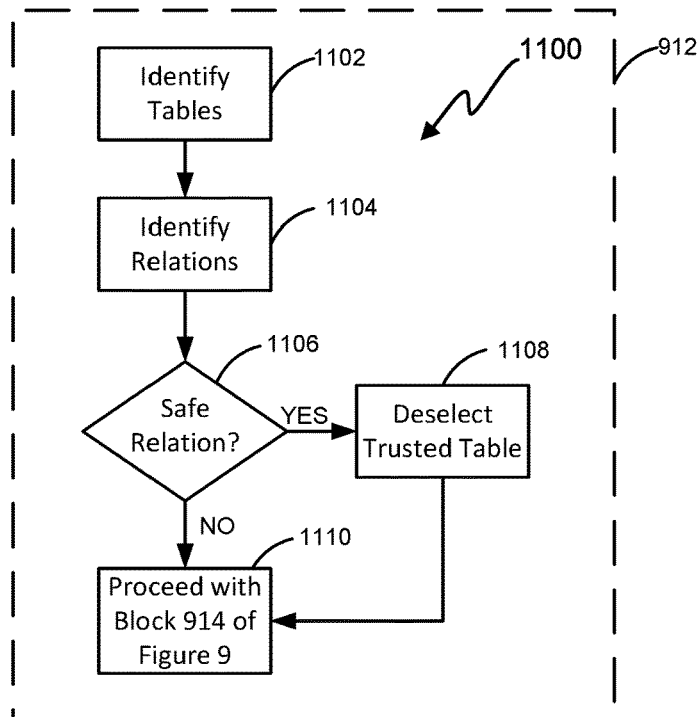 1102
1100
912
Identify
Tables
1104
Identify
Relations
1106
1108
Safe
Relation?
YES
Deselect
Trusted Table
NO
1110
Proceed with
Block 914 of
Figure 9